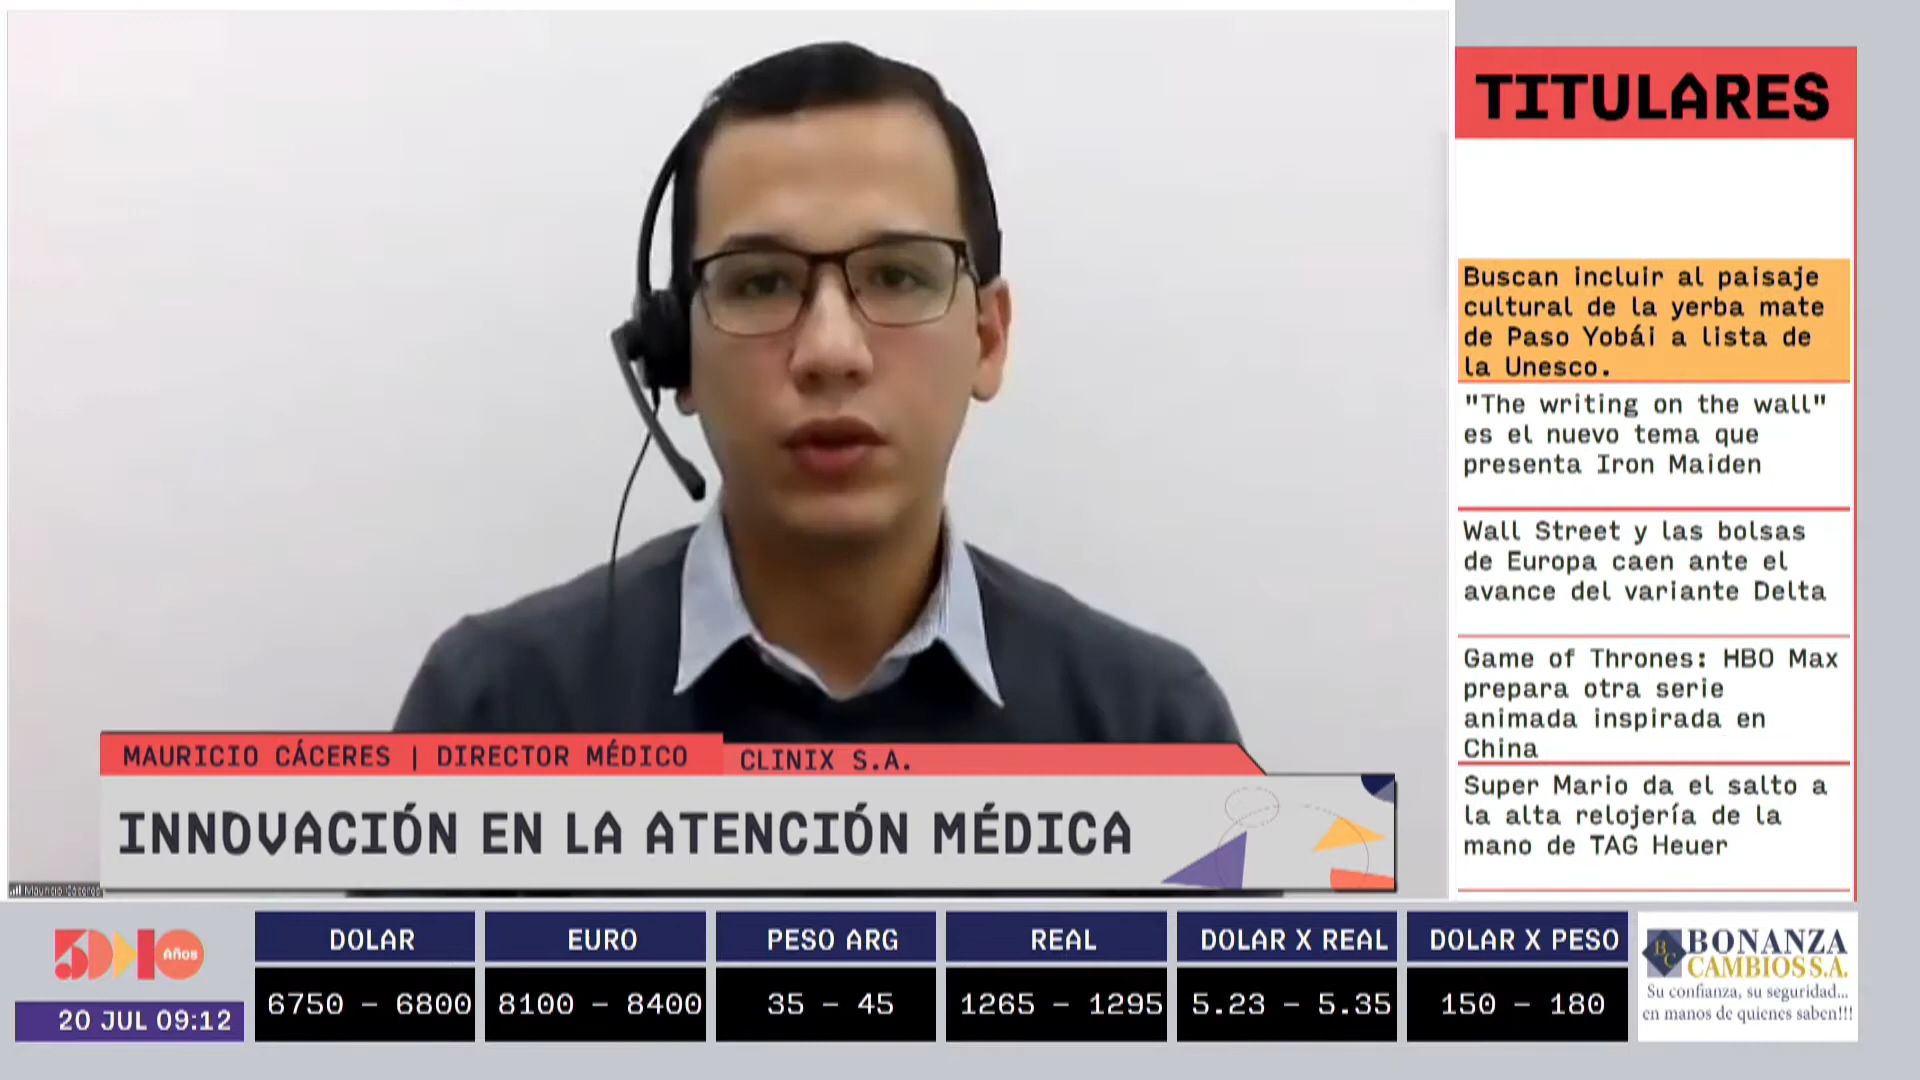 TITULARES
Buscan incluir al paisaje
cultural de la yerba mate
de Paso Yobái a lista de
la Unesco.
"The writing on the wall"
es el nuevo tema que
presenta Iron Maiden
Wall Street y las bolsas
de Europa caen ante el
avance del variante Delta
Game of Thrones: HBO Max
prepara otra serie
animada inspirada en
China
Super Mario da el salto a
la alta relojería de la
mano de TAG Heuer
MAURICIO CÁCERES | DIRECTOR MÉDICO
CLINIX S.A.
INNOVACIÓN EN LA ATENCIÓN MÉDICA
Mauricio Cáceres
Años
20 JUL 09:12
DOLAR
6750 – 6800
EURO
8100 – 8400
PESO ARG
35 – 45
REAL
1265 – 1295
DOLAR X REAL
5.23 – 5.35
DOLAR X PESO
150 – 180
BC
BONANZA
CAMBIOS S.A.
Su confianza, su seguridad...
en manos de quienes saben!!!